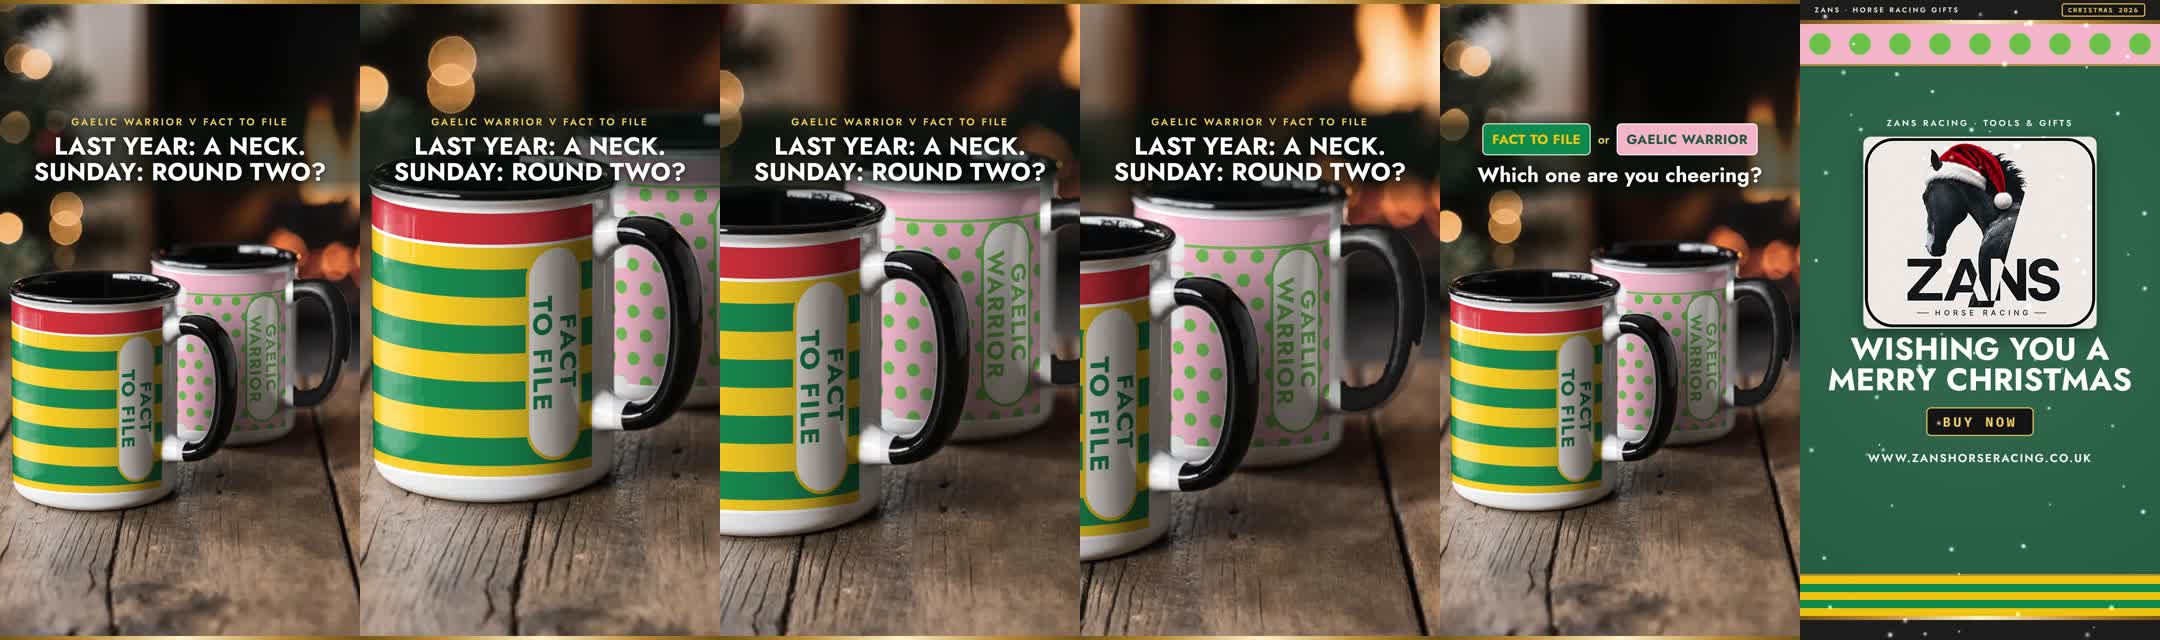 GAELIC WARRIOR V FACT TO FILE
LAST YEAR: A NECK.
SUNDAY: ROUND TWO?
FACT
TO FILE
GAELIC
WARRIOR
GAELIC WARRIOR V FACT TO FILE
LAST YEAR: A NECK.
SUNDAY: ROUND TWO?
FACT
TO FILE
GAELIC WARRIOR V FACT TO FILE
LAST YEAR: A NECK.
SUNDAY: ROUND TWO?
FACT
TO FILE
GAELIC
WARRIOR
GAELIC WARRIOR V FACT TO FILE
LAST YEAR: A NECK.
SUNDAY: ROUND TWO?
FACT
TO FILE
GAELIC
WARRIOR
FACT TO FILE or GAELIC WARRIOR
Which one are you cheering?
FACT
TO FILE
GAELIC
WARRIOR
ZANS · HORSE RACING GIFTS
CHRISTMAS 2026
ZANS RACING · TOOLS & GIFTS
ZANS
HORSE RACING
WISHING YOU A
MERRY CHRISTMAS
BUY NOW
WWW.ZANSHORSERACING.CO.UK